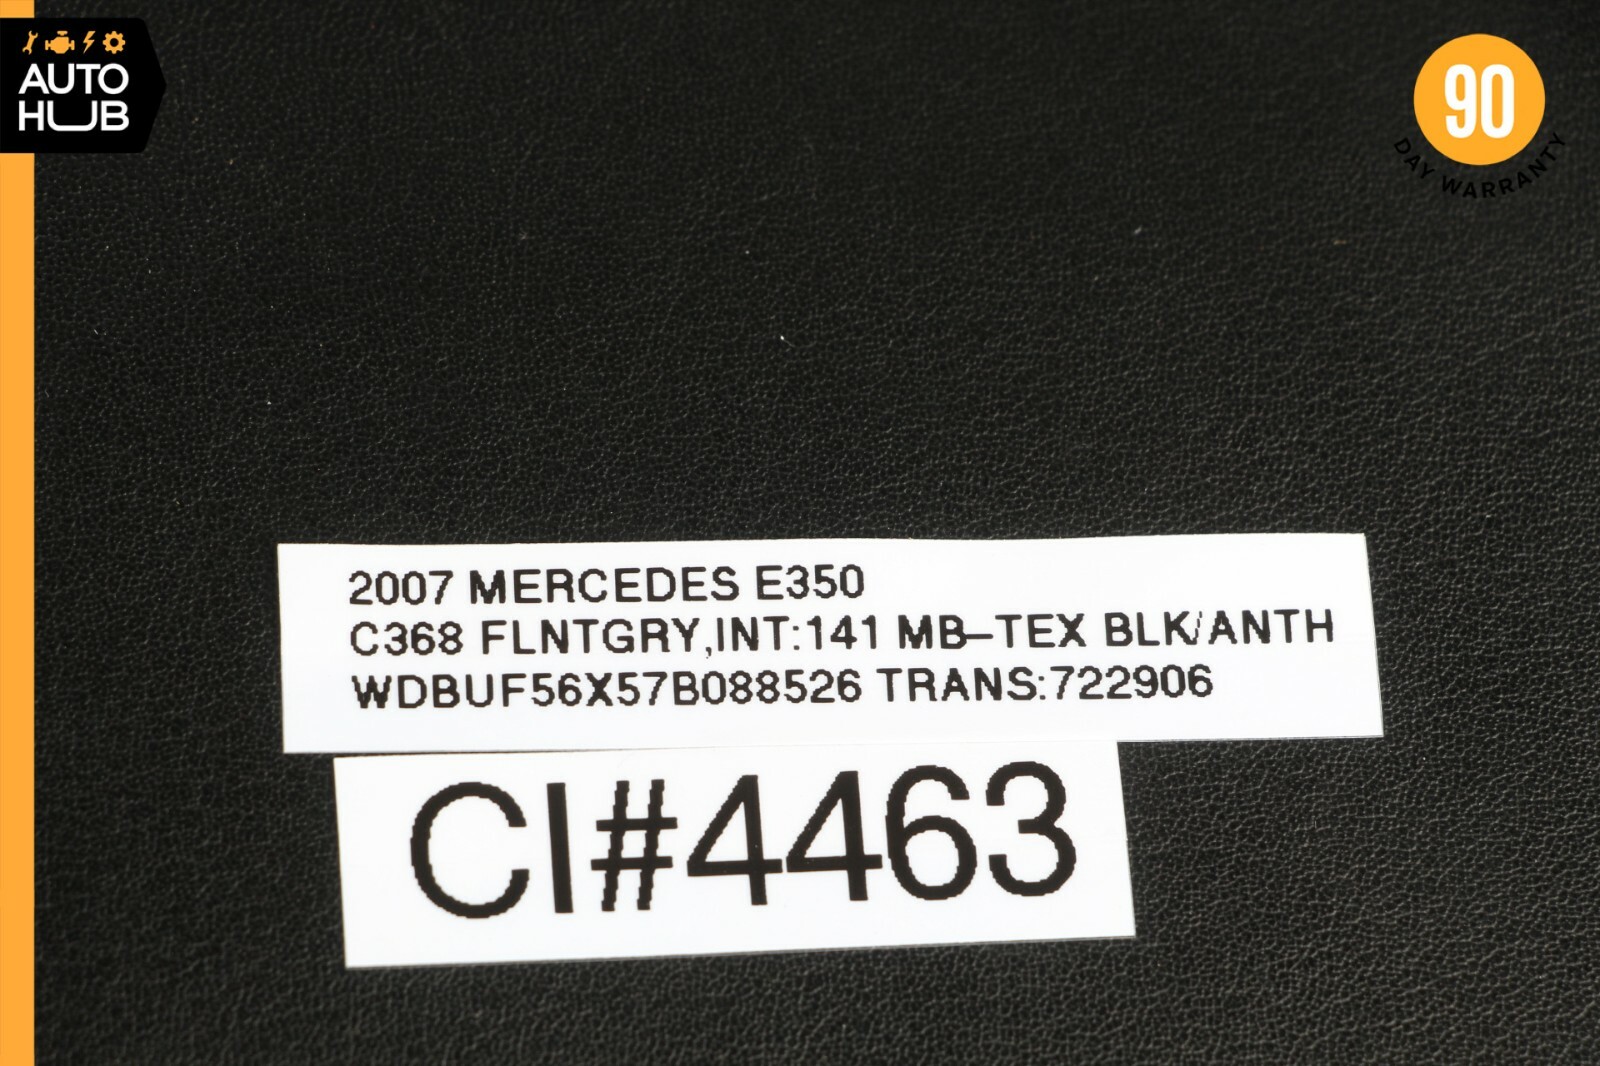 AUTO
HUB
90
DAY WARRANTY
2007 MERCEDES E350
C368 FLNTGRY,INT:141 MB-TEX BLK/ANTH
WDBUF56X57B088526 TRANS:722906
CI#4463